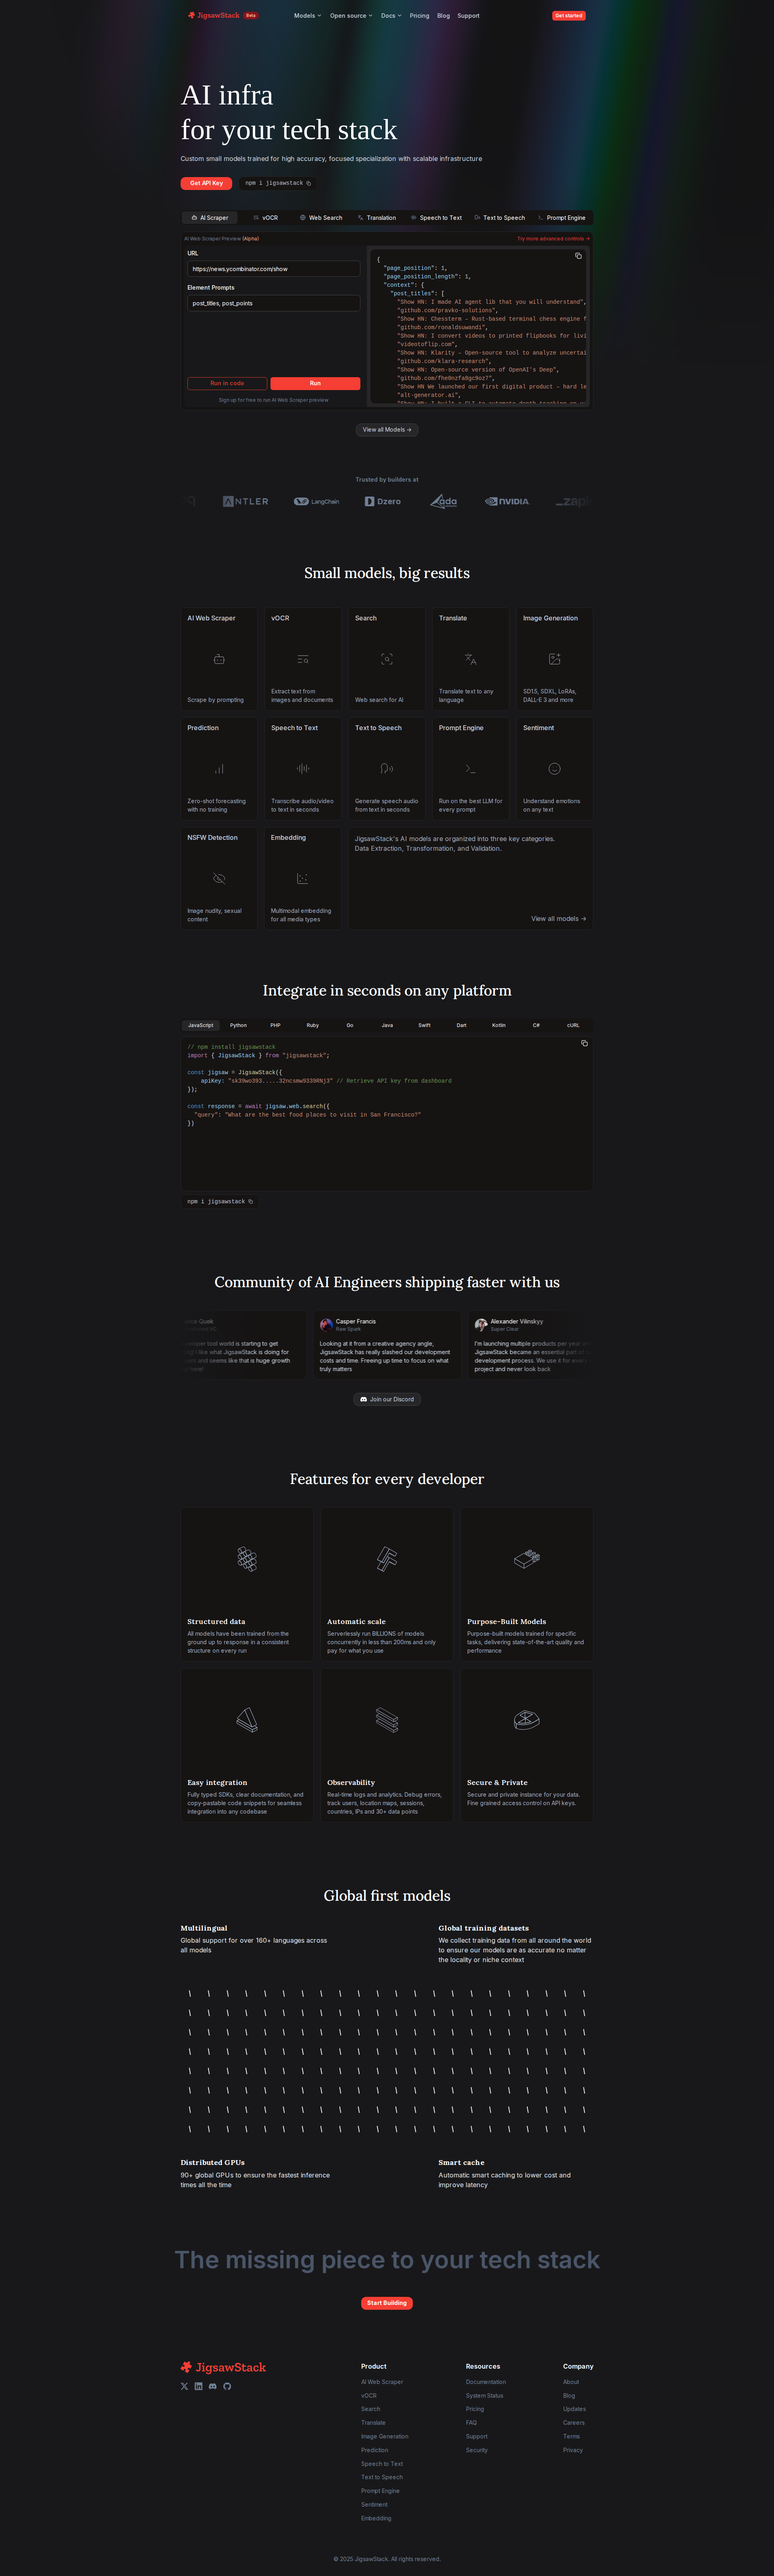 JigsawStack Beta Models Open source Docs Pricing Blog Support Get started
AI infra
for your tech stack
Custom small models trained for high accuracy, focused specialization with scalable infrastructure
Get API Key npm i jigsawstack
AI Scraper vOCR Web Search Translation Speech to Text Text to Speech Prompt Engine
AI Web Scraper Preview (Alpha) Try more advanced controls →
URL
https://news.ycombinator.com/show
Element Prompts
post_titles, post_points
Run in code Run
Sign up for free to run AI Web Scraper preview
{
"page_position": 1,
"page_position_length": 1,
"context": {
"post_titles": [
"Show HN: I made AI agent lib that you will understand",
"github.com/pravko-solutions",
"Show HN: Chessterm – Rust-based terminal chess engine f
"github.com/ronaldsuwandi",
"Show HN: I convert videos to printed flipbooks for livi
"videotoflip.com",
"Show HN: Klarity – Open-source tool to analyze uncertai
"github.com/klara-research",
"Show HN: Open-source version of OpenAI's Deep",
"Show HN We launched our first digital product – hard le
"alt-generator.ai",
View all Models →
Trusted by builders at
ANTLER LangChain Dzero ada NVIDIA zapi
Small models, big results
AI Web Scraper
Scrape by prompting
vOCR
Extract text from
images and documents
Search
Web search for AI
Translate
Translate text to any
language
Image Generation
SD1.5, SDXL, LoRAs,
DALL·E 3 and more
Prediction
Zero-shot forecasting
with no training
Speech to Text
Transcribe audio/video
to text in seconds
Text to Speech
Generate speech audio
from text in seconds
Prompt Engine
Run on the best LLM for
every prompt
Sentiment
Understand emotions
on any text
NSFW Detection
Image nudity, sexual
content
Embedding
Multimodal embedding
for all media types
JigsawStack's AI models are organized into three key categories.
Data Extraction, Transformation, and Validation.
View all models →
Integrate in seconds on any platform
JavaScript Python PHP Ruby Go Java Swift Dart Kotlin C# cURL
// npm install jigsawstack
import { JigsawStack } from "jigsawstack";
const jigsaw = JigsawStack({
apiKey: "sk39wo393.....32ncsmw9339RNj3" // Retrieve API key from dashboard
});
const response = await jigsaw.web.search({
"query": "What are the best food places to visit in San Francisco?"
})
npm i jigsawstack
Community of AI Engineers shipping faster with us
Quek
tool world is starting to get
like what JigsawStack is doing for
and seems like that is huge growth
Casper Francis
Raw Spark
Looking at it from a creative agency angle,
JigsawStack has really slashed our development
costs and time. Freeing up time to focus on what
truly matters
Alexander Vilinskyy
Super Clear
I'm launching multiple products per year
JigsawStack became an essential part
development process. We use it for every
project and never look back
Join our Discord
Features for every developer
Structured data
All models have been trained from the
ground up to response in a consistent
structure on every run
Automatic scale
Serverlessly run BILLIONS of models
concurrently in less than 200ms and only
pay for what you use
Purpose-Built Models
Purpose-built models trained for specific
tasks, delivering state-of-the-art quality and
performance
Easy integration
Fully typed SDKs, clear documentation, and
copy-pastable code snippets for seamless
integration into any codebase
Observability
Real-time logs and analytics. Debug errors,
track users, location maps, sessions,
countries, IPs and 30+ data points
Secure & Private
Secure and private instance for your data.
Fine grained access control on API keys.
Global first models
Multilingual
Global support for over 160+ languages across
all models
Global training datasets
We collect training data from all around the world
to ensure our models are as accurate no matter
the locality or niche context
Distributed GPUs
90+ global GPUs to ensure the fastest inference
times all the time
Smart cache
Automatic smart caching to lower cost and
improve latency
The missing piece to your tech stack
Start Building
JigsawStack
Product
AI Web Scraper
vOCR
Search
Translate
Image Generation
Prediction
Speech to Text
Text to Speech
Prompt Engine
Sentiment
Embedding
Resources
Documentation
System Status
Pricing
FAQ
Support
Security
Company
About
Blog
Updates
Careers
Terms
Privacy
© 2025 JigsawStack. All rights reserved.